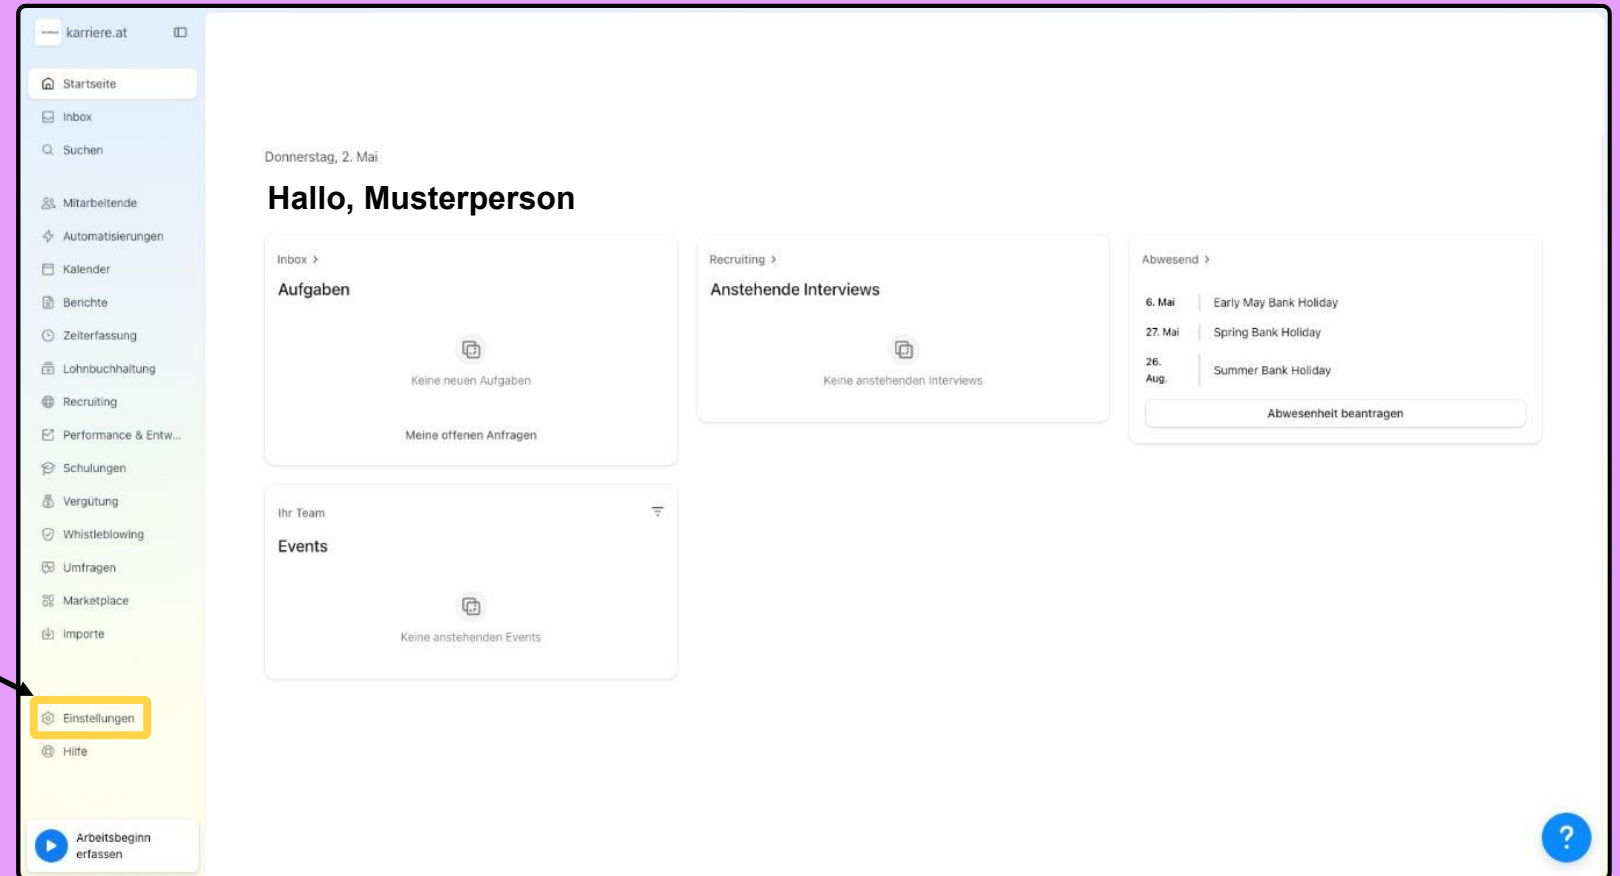 karriere.at
Startseite
Inbox
Suchen
Mitarbeitende
Automatisierungen
Kalender
Berichte
Zeiterfassung
Lohnbuchhaltung
Recruiting
Performance & Entw...
Schulungen
Vergütung
Whistleblowing
Umfragen
Marketplace
Importe
Einstellungen
Hilfe
Arbeitsbeginn
erfassen
Donnerstag, 2. Mai
Hallo, Musterperson
Inbox >
Aufgaben
Keine neuen Aufgaben
Meine offenen Anfragen
Recruiting >
Anstehende Interviews
Keine anstehenden Interviews
Abwesend >
6. Mai Early May Bank Holiday
27. Mai Spring Bank Holiday
26.
Aug. Summer Bank Holiday
Abwesenheit beantragen
Ihr Team
Events
Keine anstehenden Events
?